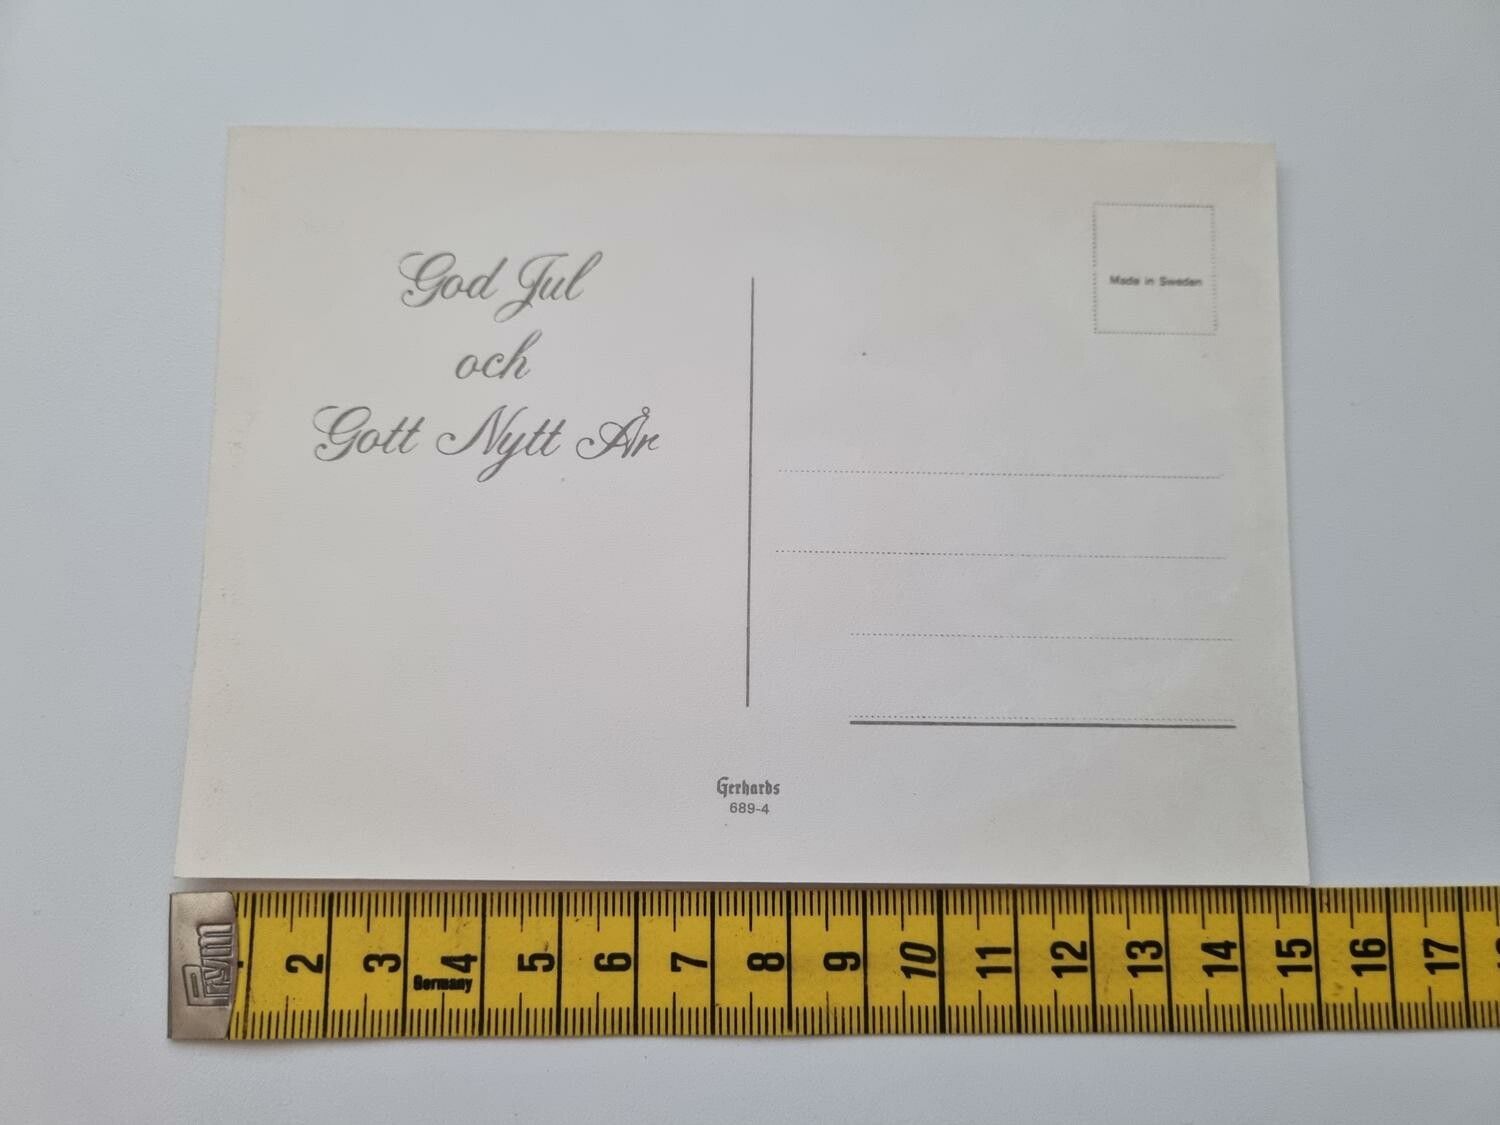 God Jul
och
Gott Nytt År
Made in Sweden
Gerhards
689-4
Prym
2 3 4 5 6 7 8 9 10 11 12 13 14 15 16 17
Germany